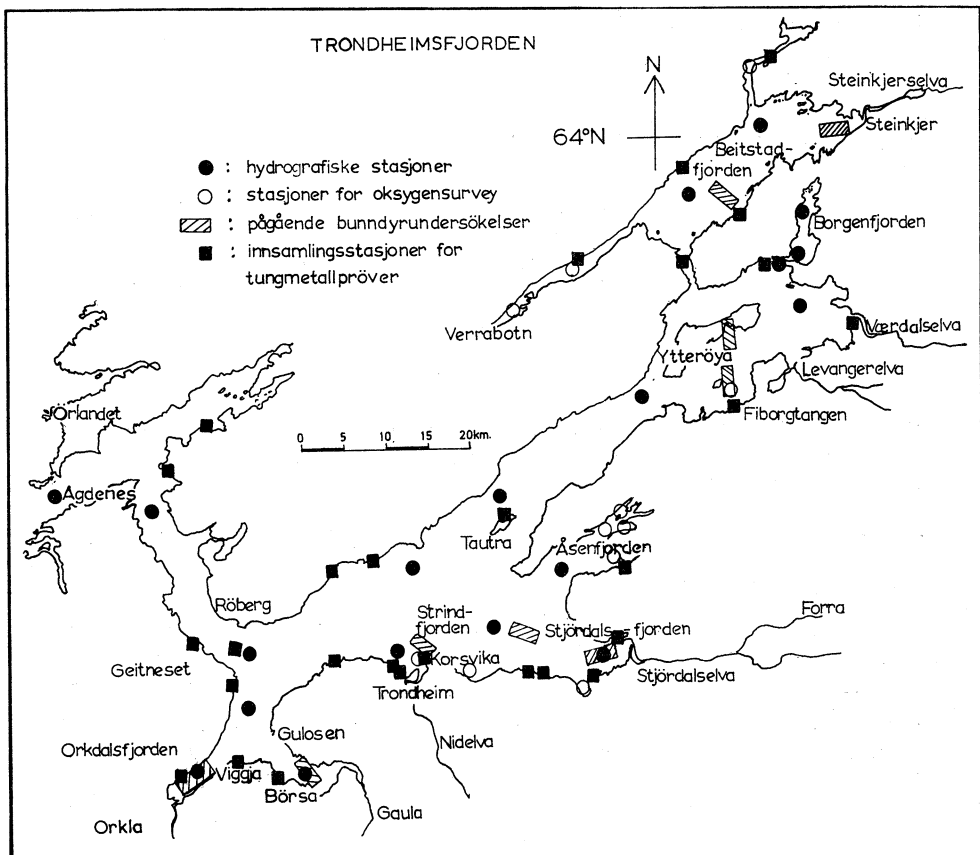 TRONDHEIMSFJORDEN
N
64°N
● : hydrografiske stasjoner
○ : stasjoner for oksygensurvey
: pågående bunndyrundersökelser
■ : innsamlingsstasjoner for
tungmetallpröver
Steinkjerselva
Steinkjer
Beitstad-
fjorden
Borgenfjorden
Verrabotn
Værdalselva
Ytteröya
Levangerelva
Fiborgtangen
Örlandet
0 5 10 15 20km.
Agdenes
Tautra
Åsenfjorden
Röberg
Strind-
fjorden
Stjördals-fjorden
Forra
Geitneset
Korsvika
Stjördalselva
Trondheim
Gulosen
Nidelva
Orkdalsfjorden
Viggja
Börsa
Gaula
Orkla